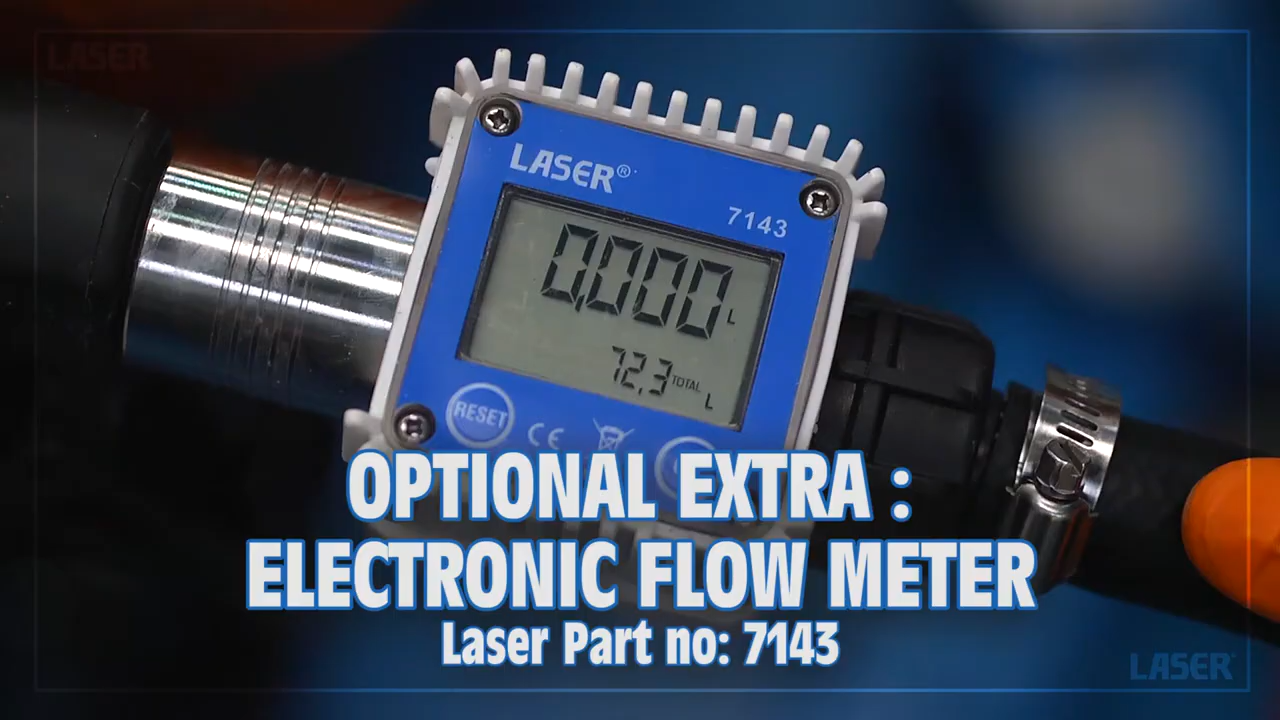 LASER
LASER®
7143
0.000 L
72.3 TOTAL L
RESET
CE
OPTIONAL EXTRA :
ELECTRONIC FLOW METER
Laser Part no: 7143
LASER